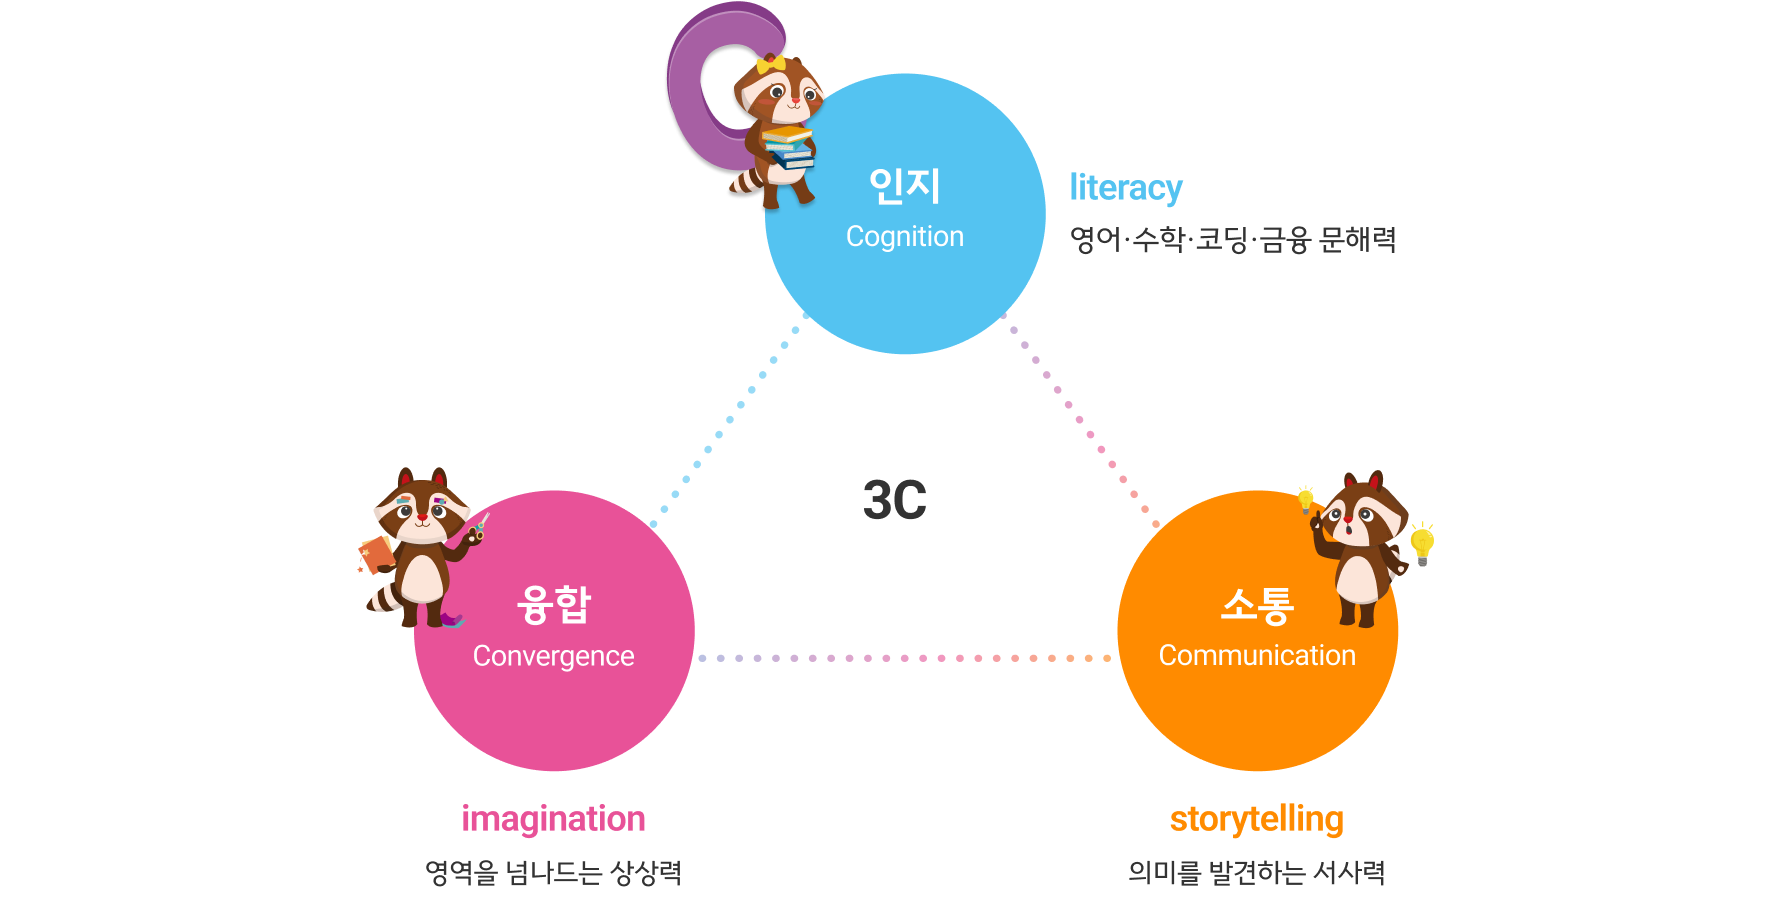 인지
Cognition
literacy
영어·수학·코딩·금융 문해력
3C
융합
Convergence
imagination
영역을 넘나드는 상상력
소통
Communication
storytelling
의미를 발견하는 서사력